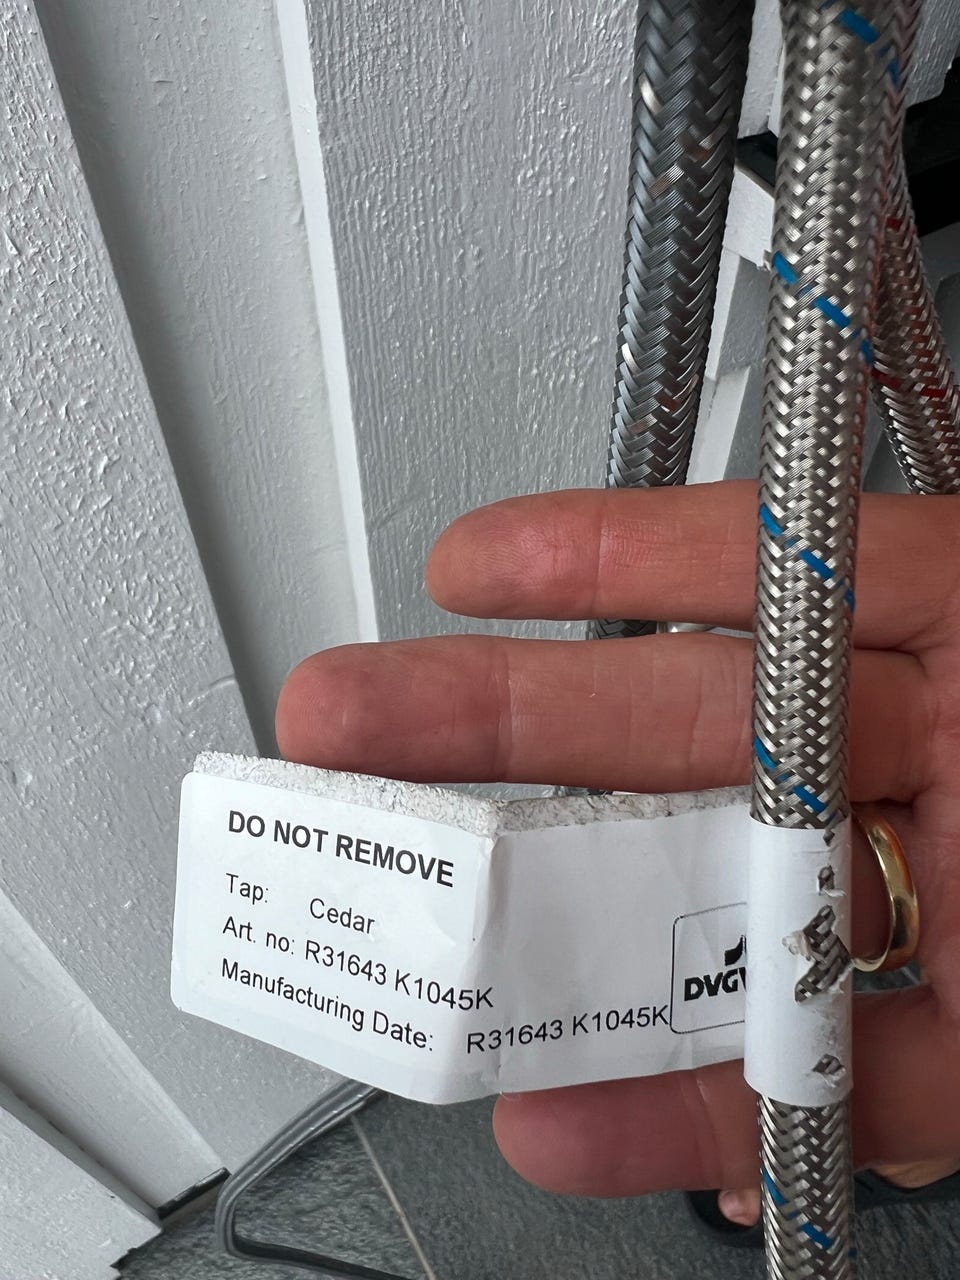 DO NOT REMOVE
Tap: Cedar
Art. no: R31643 K1045K
Manufacturing Date: R31643 K1045K